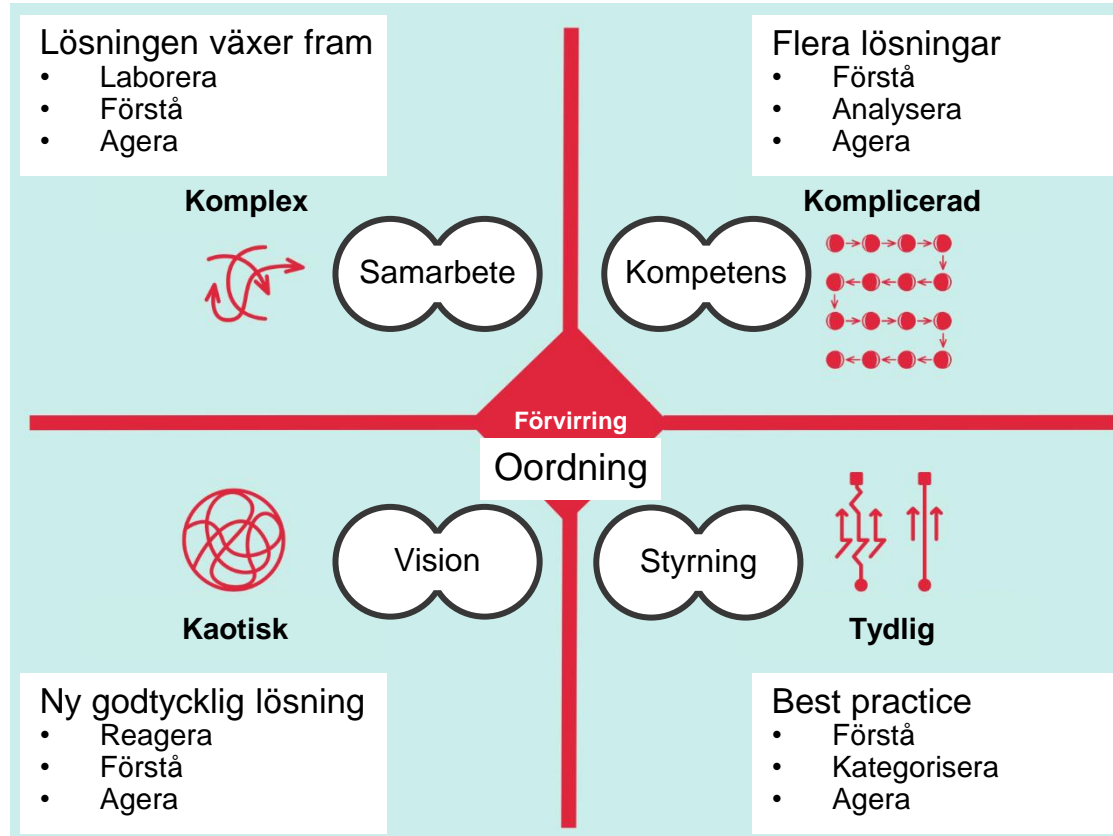 Lösningen växer fram
• Laborera
• Förstå
• Agera
Komplex
Samarbete
Flera lösningar
• Förstå
• Analysera
• Agera
Komplicerad
Kompetens
Förvirring
Oordning
Vision
Kaotisk
Ny godtycklig lösning
• Reagera
• Förstå
• Agera
Styrning
Tydlig
Best practice
• Förstå
• Kategorisera
• Agera